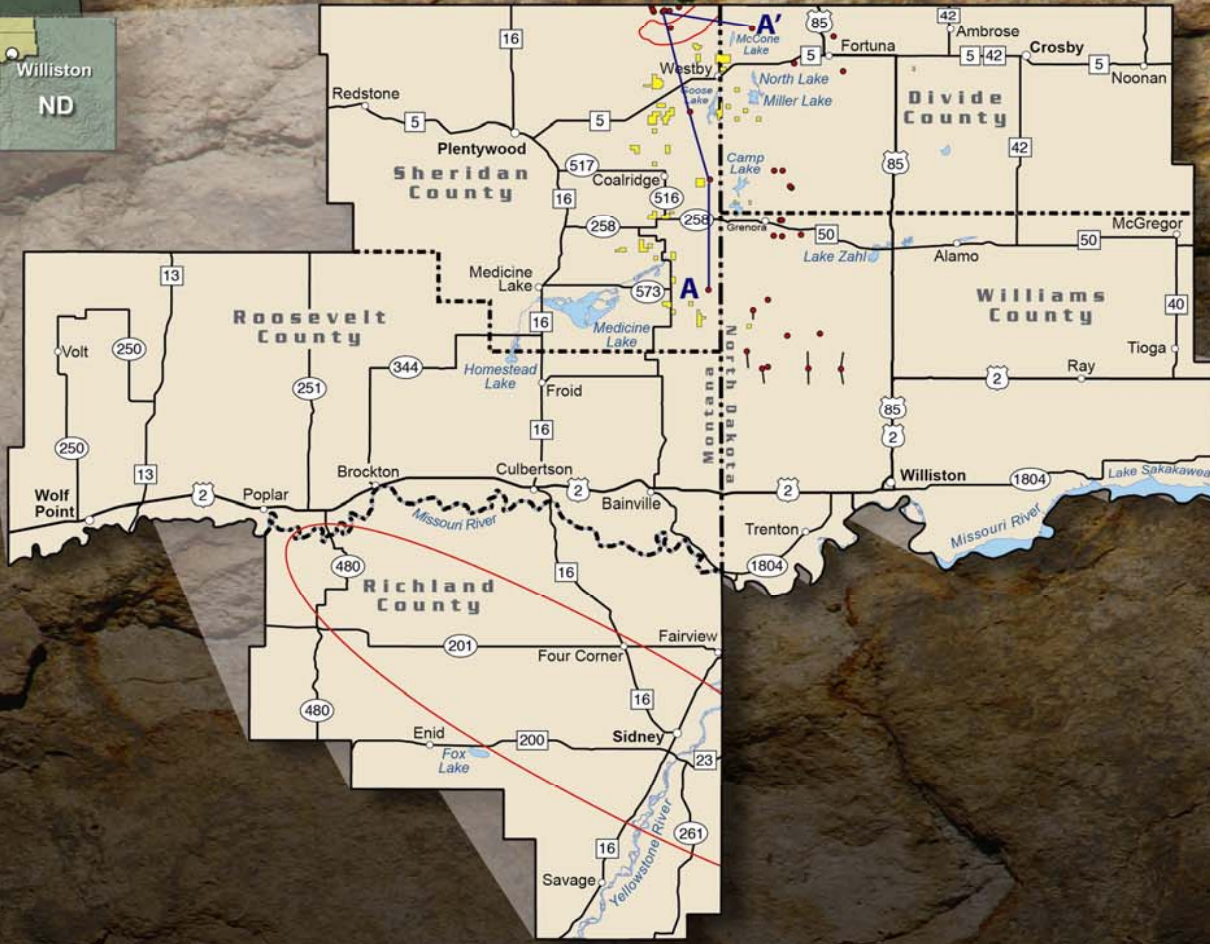 Williston
ND
16
A'
85
42
Ambrose
McCone
Lake
5
Fortuna
5
42
Crosby
5
Noonan
Westby
North Lake
Goose
Lake
Miller Lake
Redstone
5
5
Plentywood
Divide
County
42
85
Sheridan
County
517
Coalridge
516
Camp
Lake
16
258
258
Grenora
50
McGregor
50
Lake Zahl
Alamo
13
Medicine
Lake
573
A
Williams
County
40
Roosevelt
County
16
Medicine
Lake
Volt
250
344
Homestead
Lake
Tioga
251
Froid
Montana
North Dakota
2
Ray
85
2
250
16
13
Brockton
Culbertson
Wolf
Point
2
Poplar
2
Bainville
2
Williston
1804
Lake Sakakawea
Missouri River
Trenton
Missouri River
1804
480
16
Richland
County
Fairview
201
Four Corner
16
480
Enid
200
Sidney
Fox
Lake
23
261
16
Savage
Yellowstone River